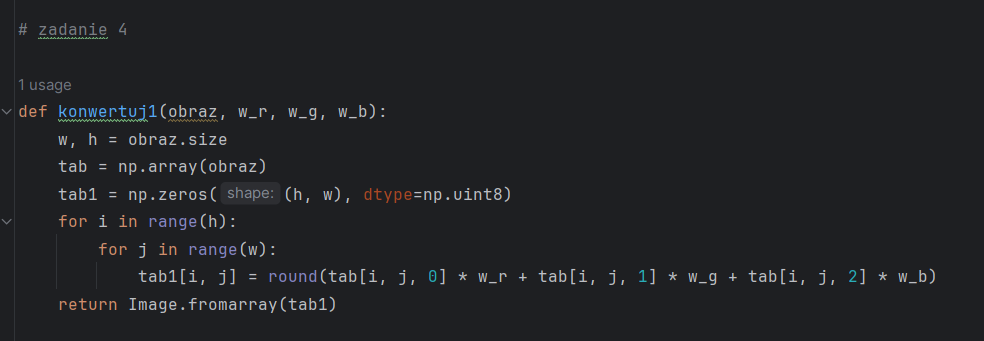 # zadanie 4
1 usage
def konwertuj1(obraz, w_r, w_g, w_b):
    w, h = obraz.size
    tab = np.array(obraz)
    tab1 = np.zeros( shape: (h, w), dtype=np.uint8)
    for i in range(h):
        for j in range(w):
            tab1[i, j] = round(tab[i, j, 0] * w_r + tab[i, j, 1] * w_g + tab[i, j, 2] * w_b)
    return Image.fromarray(tab1)